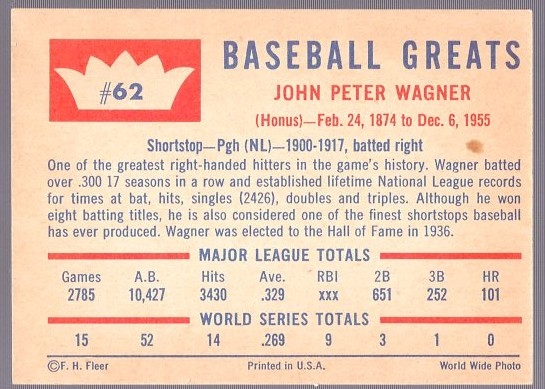 #62
BASEBALL GREATS
JOHN PETER WAGNER
(Honus)—Feb. 24, 1874 to Dec. 6, 1955
Shortstop—Pgh (NL)—1900-1917, batted right
One of the greatest right-handed hitters in the game's history. Wagner batted
over .300 17 seasons in a row and established lifetime National League records
for times at bat, hits, singles (2426), doubles and triples. Although he won
eight batting titles, he is also considered one of the finest shortstops baseball
has ever produced. Wagner was elected to the Hall of Fame in 1936.
MAJOR LEAGUE TOTALS
Games A.B. Hits Ave. RBI 2B 3B HR
2785 10,427 3430 .329 xxx 651 252 101
WORLD SERIES TOTALS
15 52 14 .269 9 3 1 0
©F. H. Fleer Printed in U.S.A. World Wide Photo